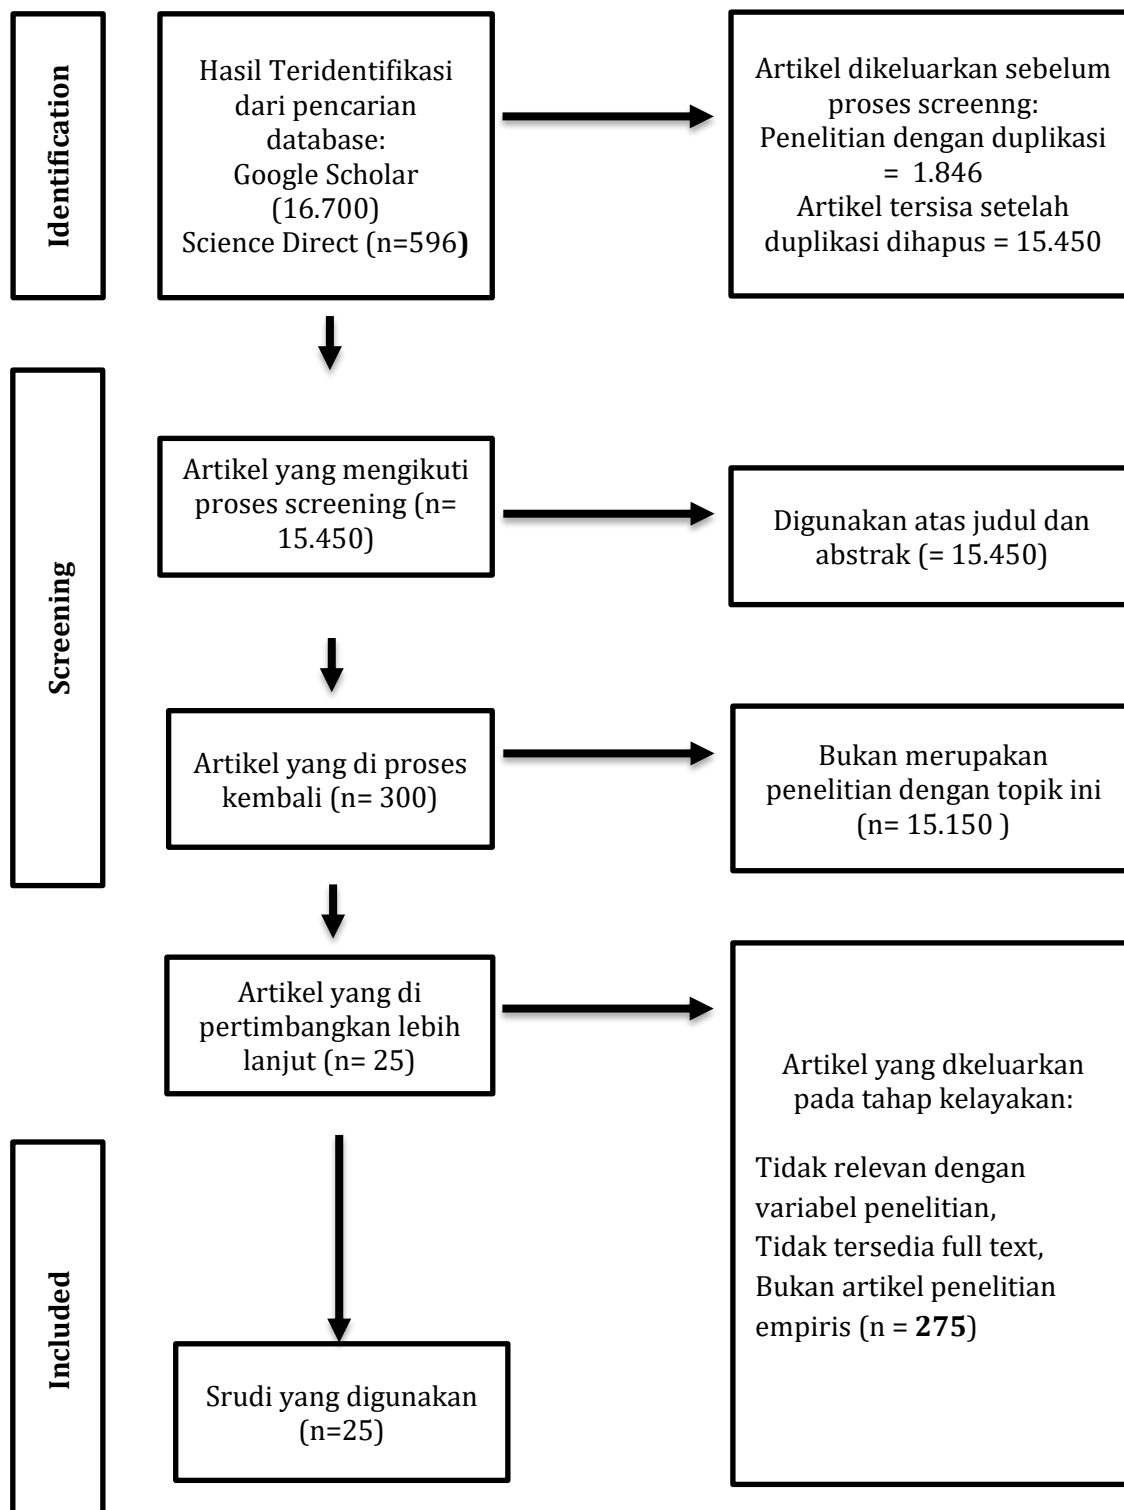 Identification
Hasil Teridentifikasi
dari pencarian
database:
Google Scholar
(16.700)
Science Direct (n=596)
Artikel dikeluarkan sebelum
proses screenng:
Penelitian dengan duplikasi
= 1.846
Artikel tersisa setelah
duplikasi dihapus = 15.450
Screening
Artikel yang mengikuti
proses screening (n=
15.450)
Digunakan atas judul dan
abstrak (= 15.450)
Artikel yang di proses
kembali (n= 300)
Bukan merupakan
penelitian dengan topik ini
(n= 15.150 )
Artikel yang di
pertimbangkan lebih
lanjut (n= 25)
Artikel yang dkeluarkan
pada tahap kelayakan:
Tidak relevan dengan
variabel penelitian,
Tidak tersedia full text,
Bukan artikel penelitian
empiris (n = 275)
Included
Srudi yang digunakan
(n=25)